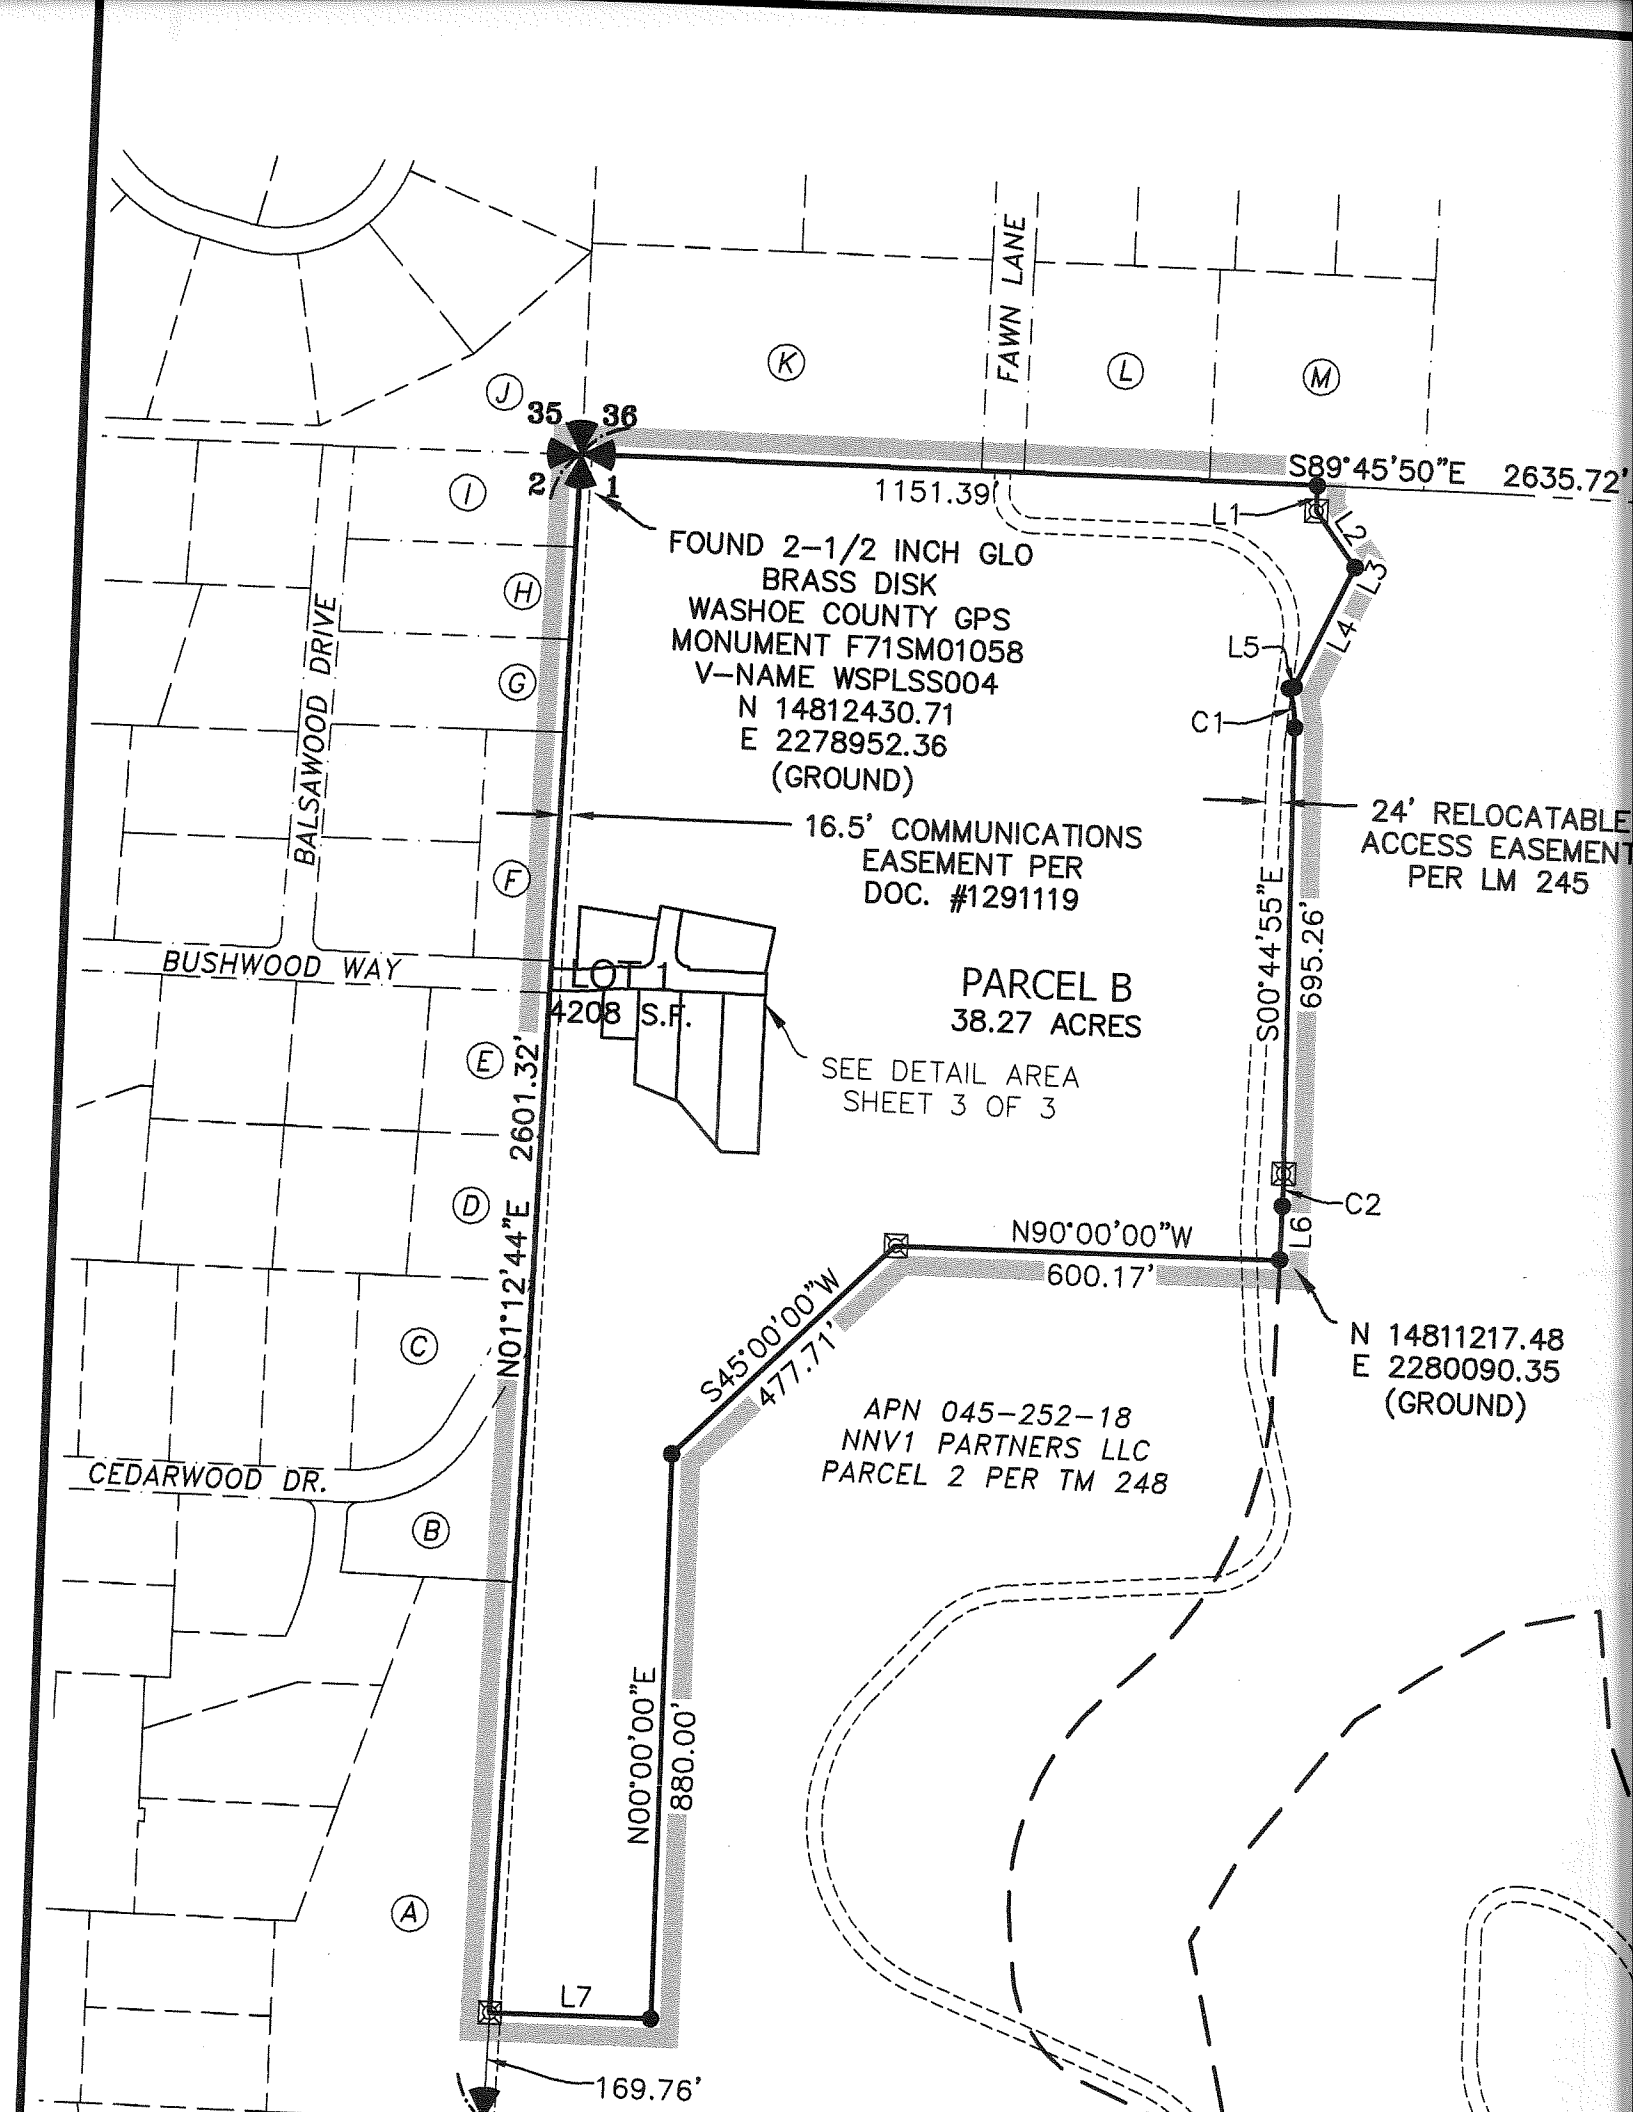 FAWN LANE
K
L
M
J
35
36
2
1
S89°45'50"E 2635.72'
1151.39'
I
L1
L2
L3
FOUND 2-1/2 INCH GLO
BRASS DISK
WASHOE COUNTY GPS
MONUMENT F71SM01058
V-NAME WSPLSS004
N 14812430.71
E 2278952.36
(GROUND)
H
L4
L5
G
C1
BALSAWOOD DRIVE
16.5' COMMUNICATIONS
EASEMENT PER
DOC. #1291119
24' RELOCATABLE
ACCESS EASEMENT
PER LM 245
F
S00°44'55"E
695.26'
BUSHWOOD WAY
LOT 1
4208 S.F.
PARCEL B
38.27 ACRES
E
SEE DETAIL AREA
SHEET 3 OF 3
N01°12'44"E 2601.32'
D
C2
L6
N90°00'00"W
600.17'
S45°00'00"W
477.71'
N 14811217.48
E 2280090.35
(GROUND)
C
APN 045-252-18
NNV1 PARTNERS LLC
PARCEL 2 PER TM 248
CEDARWOOD DR.
B
N00°00'00"E
880.00'
A
L7
169.76'